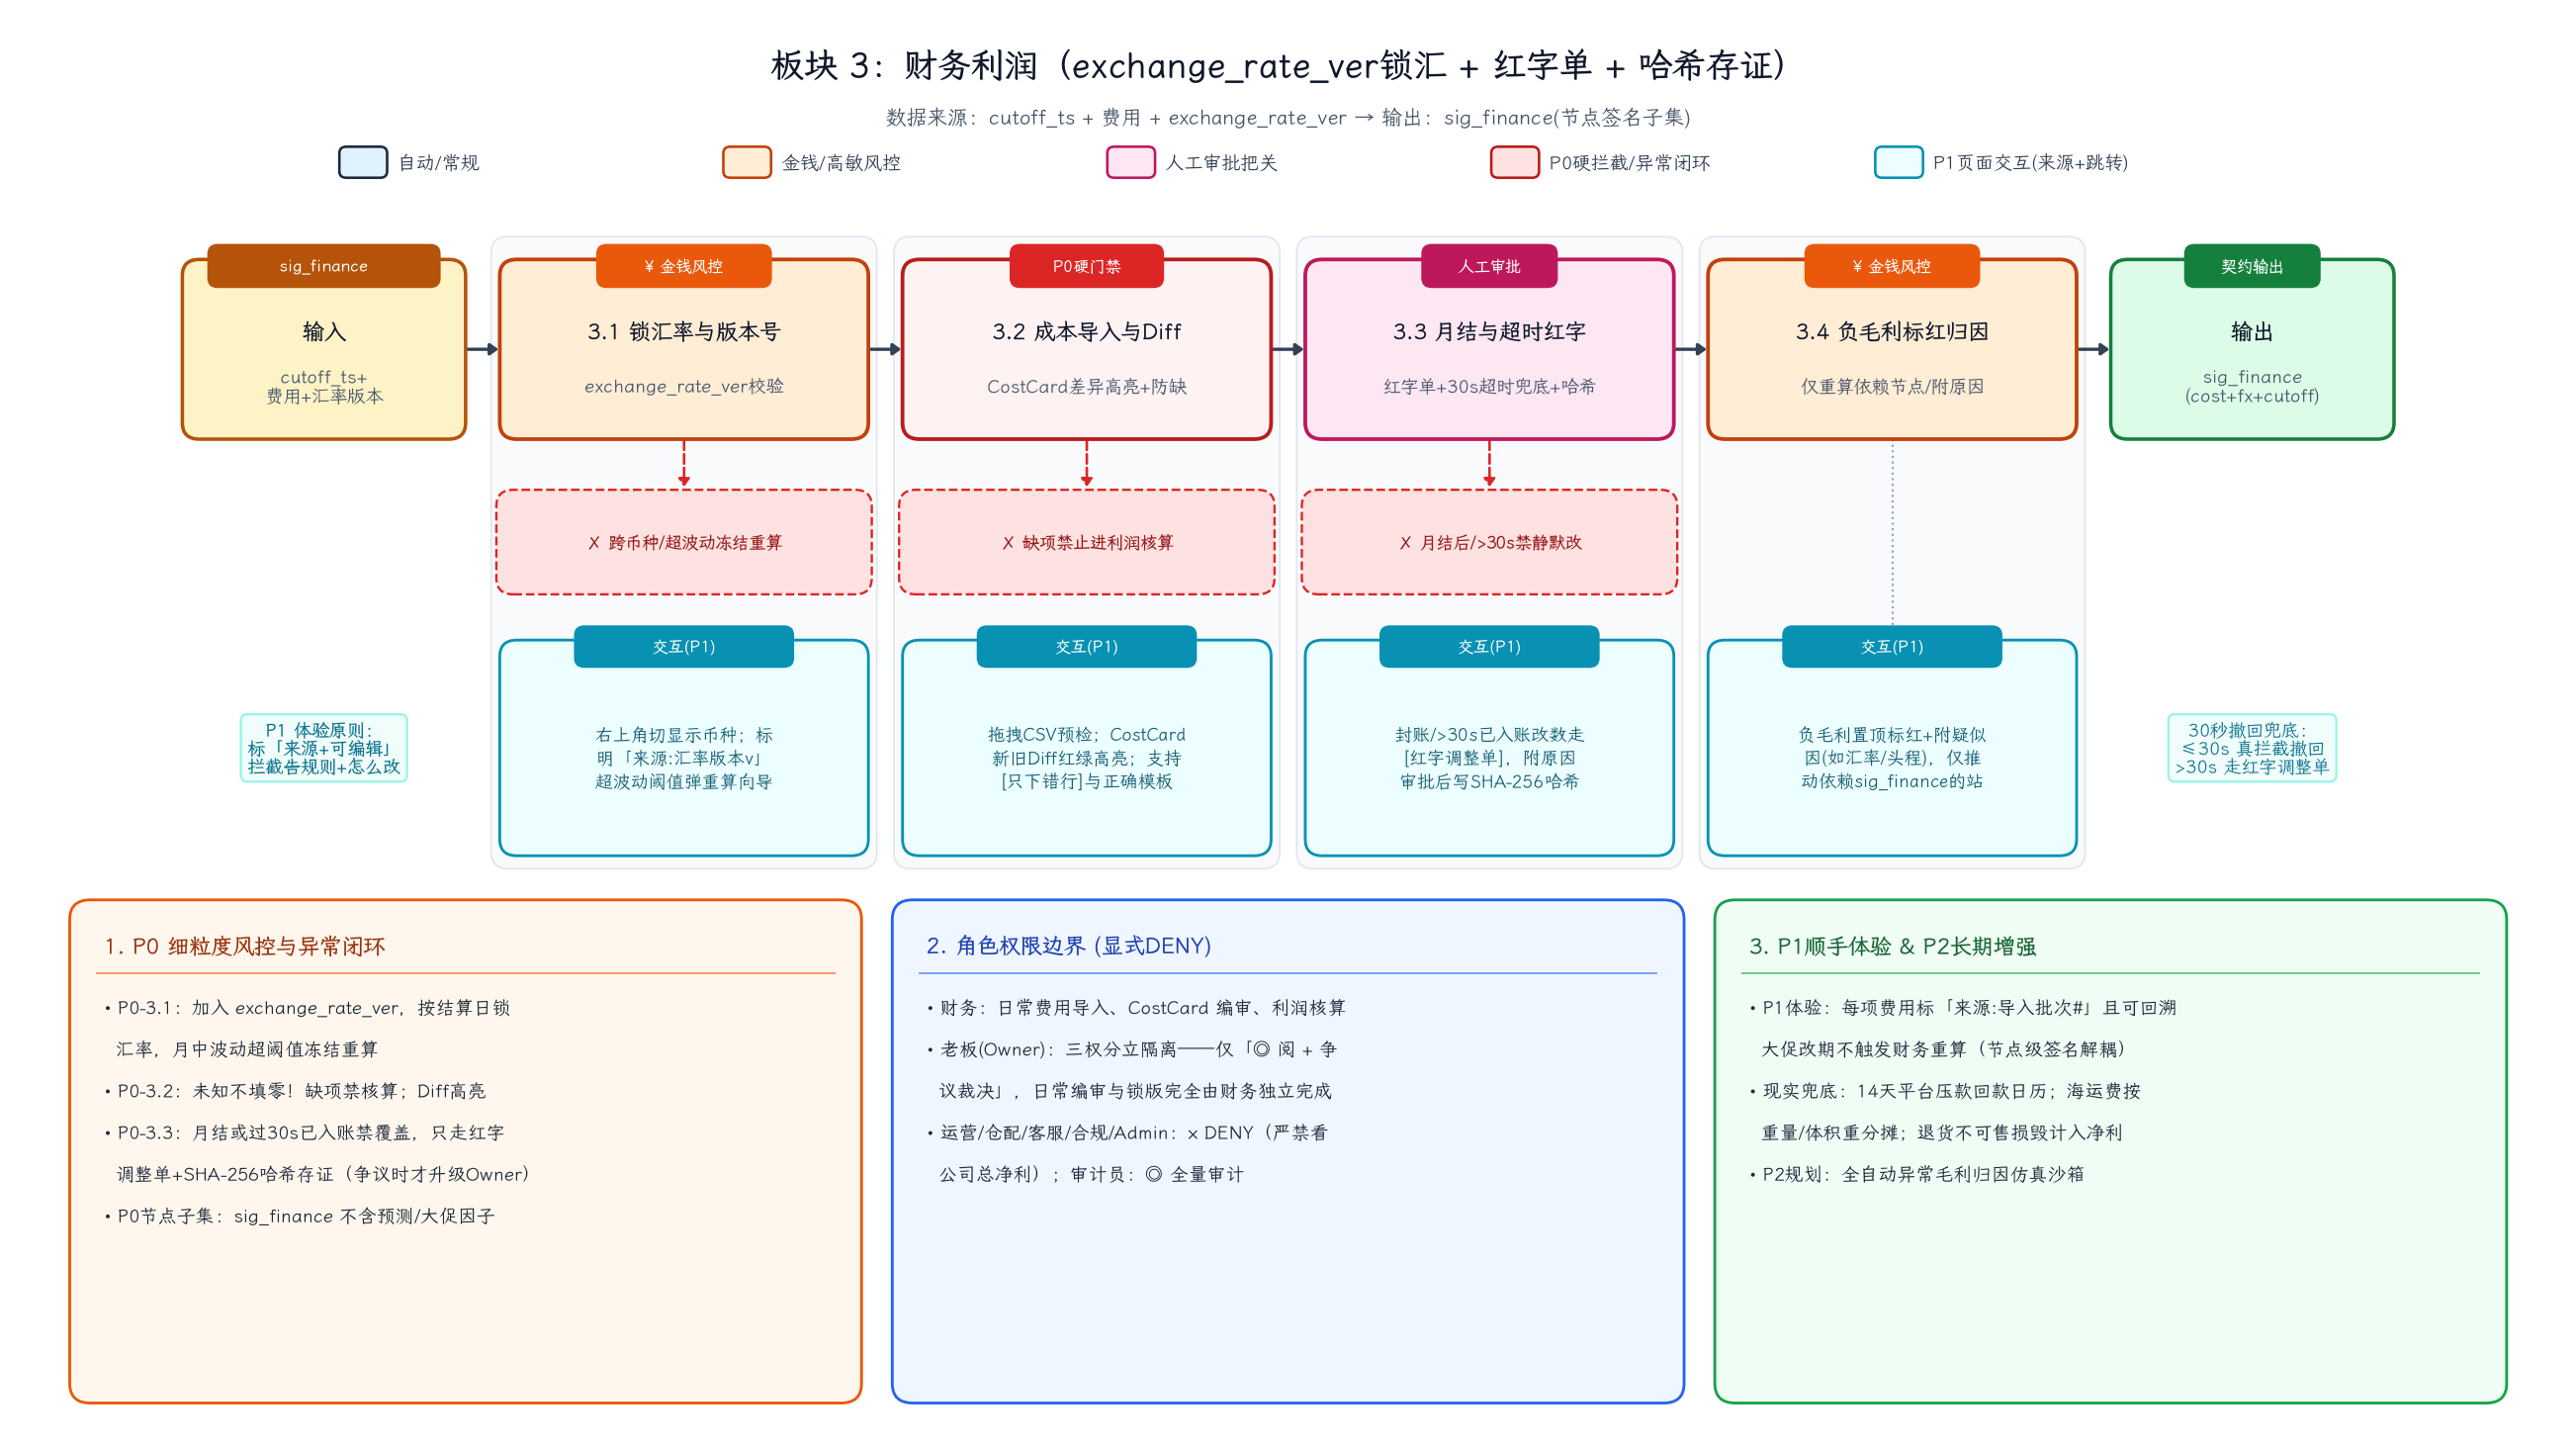 板块 3：财务利润（exchange_rate_ver锁汇 + 红字单 + 哈希存证）
数据来源：cutoff_ts + 费用 + exchange_rate_ver → 输出：sig_finance(节点签名子集)
自动/常规
金钱/高敏风控
人工审批把关
P0硬拦截/异常闭环
P1页面交互(来源+跳转)
sig_finance
输入
cutoff_ts+
费用+汇率版本
¥ 金钱风控
3.1 锁汇率与版本号
exchange_rate_ver校验
P0硬门禁
3.2 成本导入与Diff
CostCard差异高亮+防缺
人工审批
3.3 月结与超时红字
红字单+30s超时兜底+哈希
¥ 金钱风控
3.4 负毛利标红归因
仅重算依赖节点/附原因
契约输出
输出
sig_finance
(cost+fx+cutoff)
X 跨币种/超波动冻结重算
X 缺项禁止进利润核算
X 月结后/>30s禁静默改
P1 体验原则：
标「来源+可编辑」
拦截告规则+怎么改
交互(P1)
右上角切显示币种；标
明「来源:汇率版本v」
超波动阈值弹重算向导
交互(P1)
拖拽CSV预检；CostCard
新旧Diff红绿高亮；支持
[只下错行]与正确模板
交互(P1)
封账/>30s已入账改数走
[红字调整单]，附原因
审批后写SHA-256哈希
交互(P1)
负毛利置顶标红+附疑似
因(如汇率/头程)，仅推
动依赖sig_finance的站
30秒撤回兜底：
≤30s 真拦截撤回
>30s 走红字调整单
1. P0 细粒度风控与异常闭环
• P0-3.1：加入 exchange_rate_ver，按结算日锁
汇率，月中波动超阈值冻结重算
• P0-3.2：未知不填零！缺项禁核算；Diff高亮
• P0-3.3：月结或过30s已入账禁覆盖，只走红字
调整单+SHA-256哈希存证（争议时才升级Owner）
• P0节点子集：sig_finance 不含预测/大促因子
2. 角色权限边界 (显式DENY)
• 财务：日常费用导入、CostCard 编审、利润核算
• 老板(Owner)：三权分立隔离——仅「◎ 阅 + 争
议裁决」，日常编审与锁版完全由财务独立完成
• 运营/仓配/客服/合规/Admin：× DENY（严禁看
公司总净利）；审计员：◎ 全量审计
3. P1顺手体验 & P2长期增强
• P1体验：每项费用标「来源:导入批次#」且可回溯
大促改期不触发财务重算（节点级签名解耦）
• 现实兜底：14天平台压款回款日历；海运费按
重量/体积重分摊；退货不可售损毁计入净利
• P2规划：全自动异常毛利归因仿真沙箱